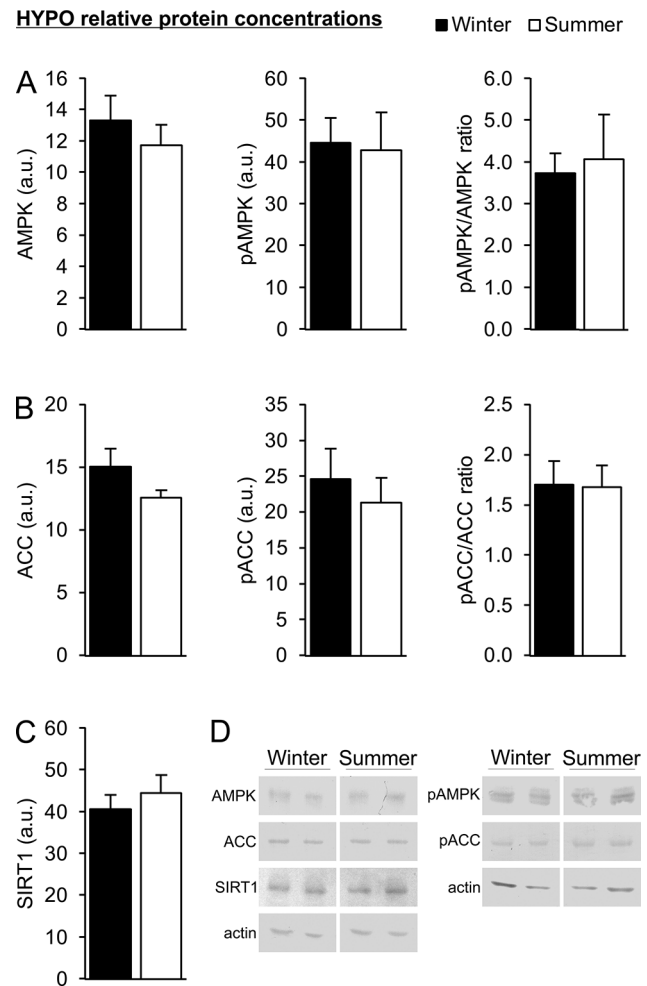 HYPO relative protein concentrations
Winter Summer
A
AMPK (a.u.)
16
14
12
10
8
6
4
2
0
pAMPK (a.u.)
60
50
40
30
20
10
0
pAMPK/AMPK ratio
6.0
5.0
4.0
3.0
2.0
1.0
0.0
B
ACC (a.u.)
20
15
10
5
0
pACC (a.u.)
35
30
25
20
15
10
5
0
pACC/ACC ratio
2.5
2.0
1.5
1.0
0.5
0.0
C
SIRT1 (a.u.)
60
50
40
30
20
10
0
D
Winter Summer
AMPK
ACC
SIRT1
actin
Winter Summer
pAMPK
pACC
actin